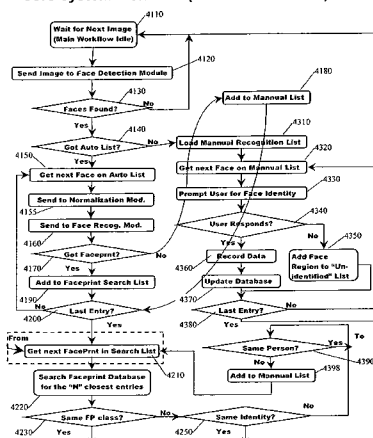 4110
Wait for Next Image
(Main Workflow Idle)
4120
Send Image to Face Detection Module
4130
Faces Found?
No
Yes
4140
Got Auto List?
No
4150
Yes
Get next Face on Auto List
Send to Normalization Mod.
4155
Send to Face Recog. Mod.
4160
Got Faceprnt?
No
4170
Yes
Add to Faceprint Search List
4190
4200
Last Entry?
Yes
From
Get next FacePrnt in Search List
4210
Search Faceprint Database
for the "N" closest entries
4220
Same FP class?
No
4230
Yes
4180
Add to Mannual List
4310
Load Mannual Recognition List
4320
Get next Face on Mannual List
4330
Prompt User for Face Identity
4340
User Responds?
Yes
No
4350
Add Face
Region to "Un-
identified" List
4360
Record Data
Update Database
4370
Last Entry?
No
4380
Yes
To
Same Person?
Yes
4390
No
Add to Mannual List
4398
Same Identity?
No
4250
Yes